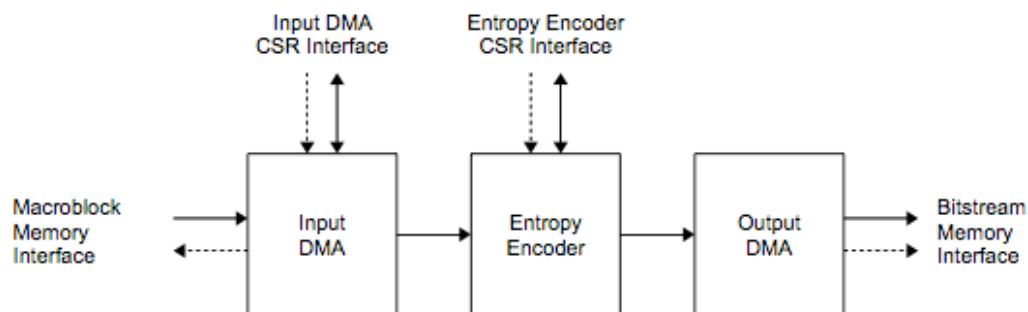 Input DMA
CSR Interface
Entropy Encoder
CSR Interface
Macroblock
Memory
Interface
Input
DMA
Entropy
Encoder
Output
DMA
Bitstream
Memory
Interface